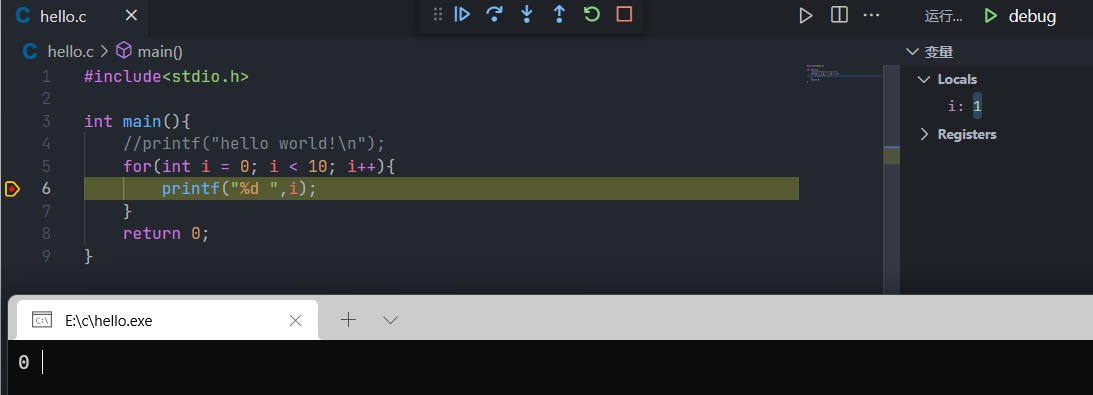 hello.c
运行... debug
hello.c > main()
变量
Locals
i: 1
Registers
1 #include<stdio.h>
2
3 int main(){
4 //printf("hello world!\n");
5 for(int i = 0; i < 10; i++){
6 printf("%d ",i);
7 }
8 return 0;
9 }
E:\c\hello.exe
0